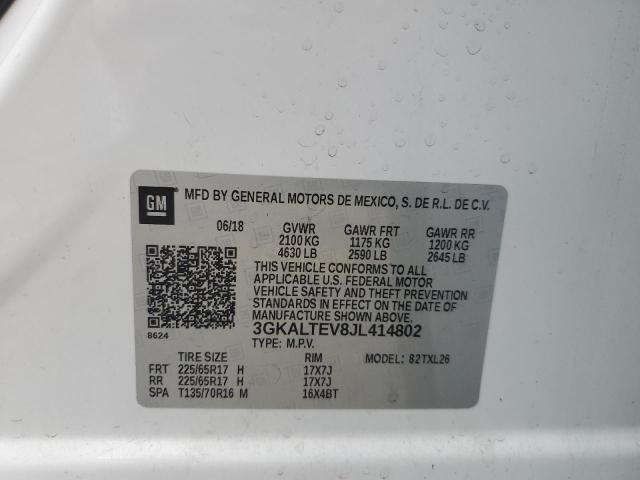 GM
MFD BY GENERAL MOTORS DE MEXICO, S. DE R.L. DE C.V.
06/18 GVWR GAWR FRT GAWR RR
2100 KG 1175 KG 1200 KG
4630 LB 2590 LB 2645 LB
THIS VEHICLE CONFORMS TO ALL
APPLICABLE U.S. FEDERAL MOTOR
VEHICLE SAFETY AND THEFT PREVENTION
STANDARDS IN EFFECT ON THE DATE OF
MANUFACTURE SHOWN ABOVE.
3GKALTEV8JL414802
8624
TYPE: M.P.V.
TIRE SIZE RIM MODEL: 82TXL26
FRT 225/65R17 H 17X7J
RR 225/65R17 H 17X7J
SPA T135/70R16 M 16X4BT